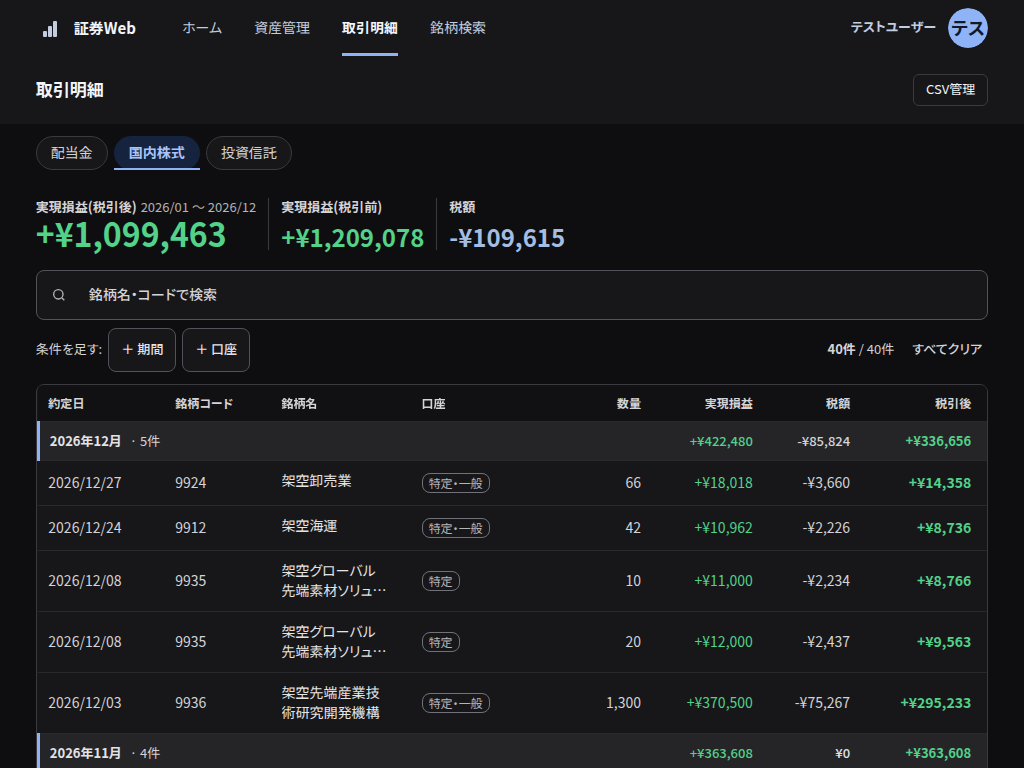 証券Web ホーム 資産管理 取引明細 銘柄検索 テストユーザー テス
取引明細 CSV管理
配当金 国内株式 投資信託
実現損益(税引後) 2026/01 〜 2026/12 実現損益(税引前) 税額
+¥1,099,463 +¥1,209,078 -¥109,615
銘柄名・コードで検索
条件を足す: + 期間 + 口座 40件 / 40件 すべてクリア
約定日 銘柄コード 銘柄名 口座 数量 実現損益 税額 税引後
2026年12月 · 5件 +¥422,480 -¥85,824 +¥336,656
2026/12/27 9924 架空卸売業 特定・一般 66 +¥18,018 -¥3,660 +¥14,358
2026/12/24 9912 架空海運 特定・一般 42 +¥10,962 -¥2,226 +¥8,736
2026/12/08 9935 架空グローバル 特定 10 +¥11,000 -¥2,234 +¥8,766
先端素材ソリュ…
2026/12/08 9935 架空グローバル 特定 20 +¥12,000 -¥2,437 +¥9,563
先端素材ソリュ…
2026/12/03 9936 架空先端産業技 特定・一般 1,300 +¥370,500 -¥75,267 +¥295,233
術研究開発機構
2026年11月 · 4件 +¥363,608 ¥0 +¥363,608